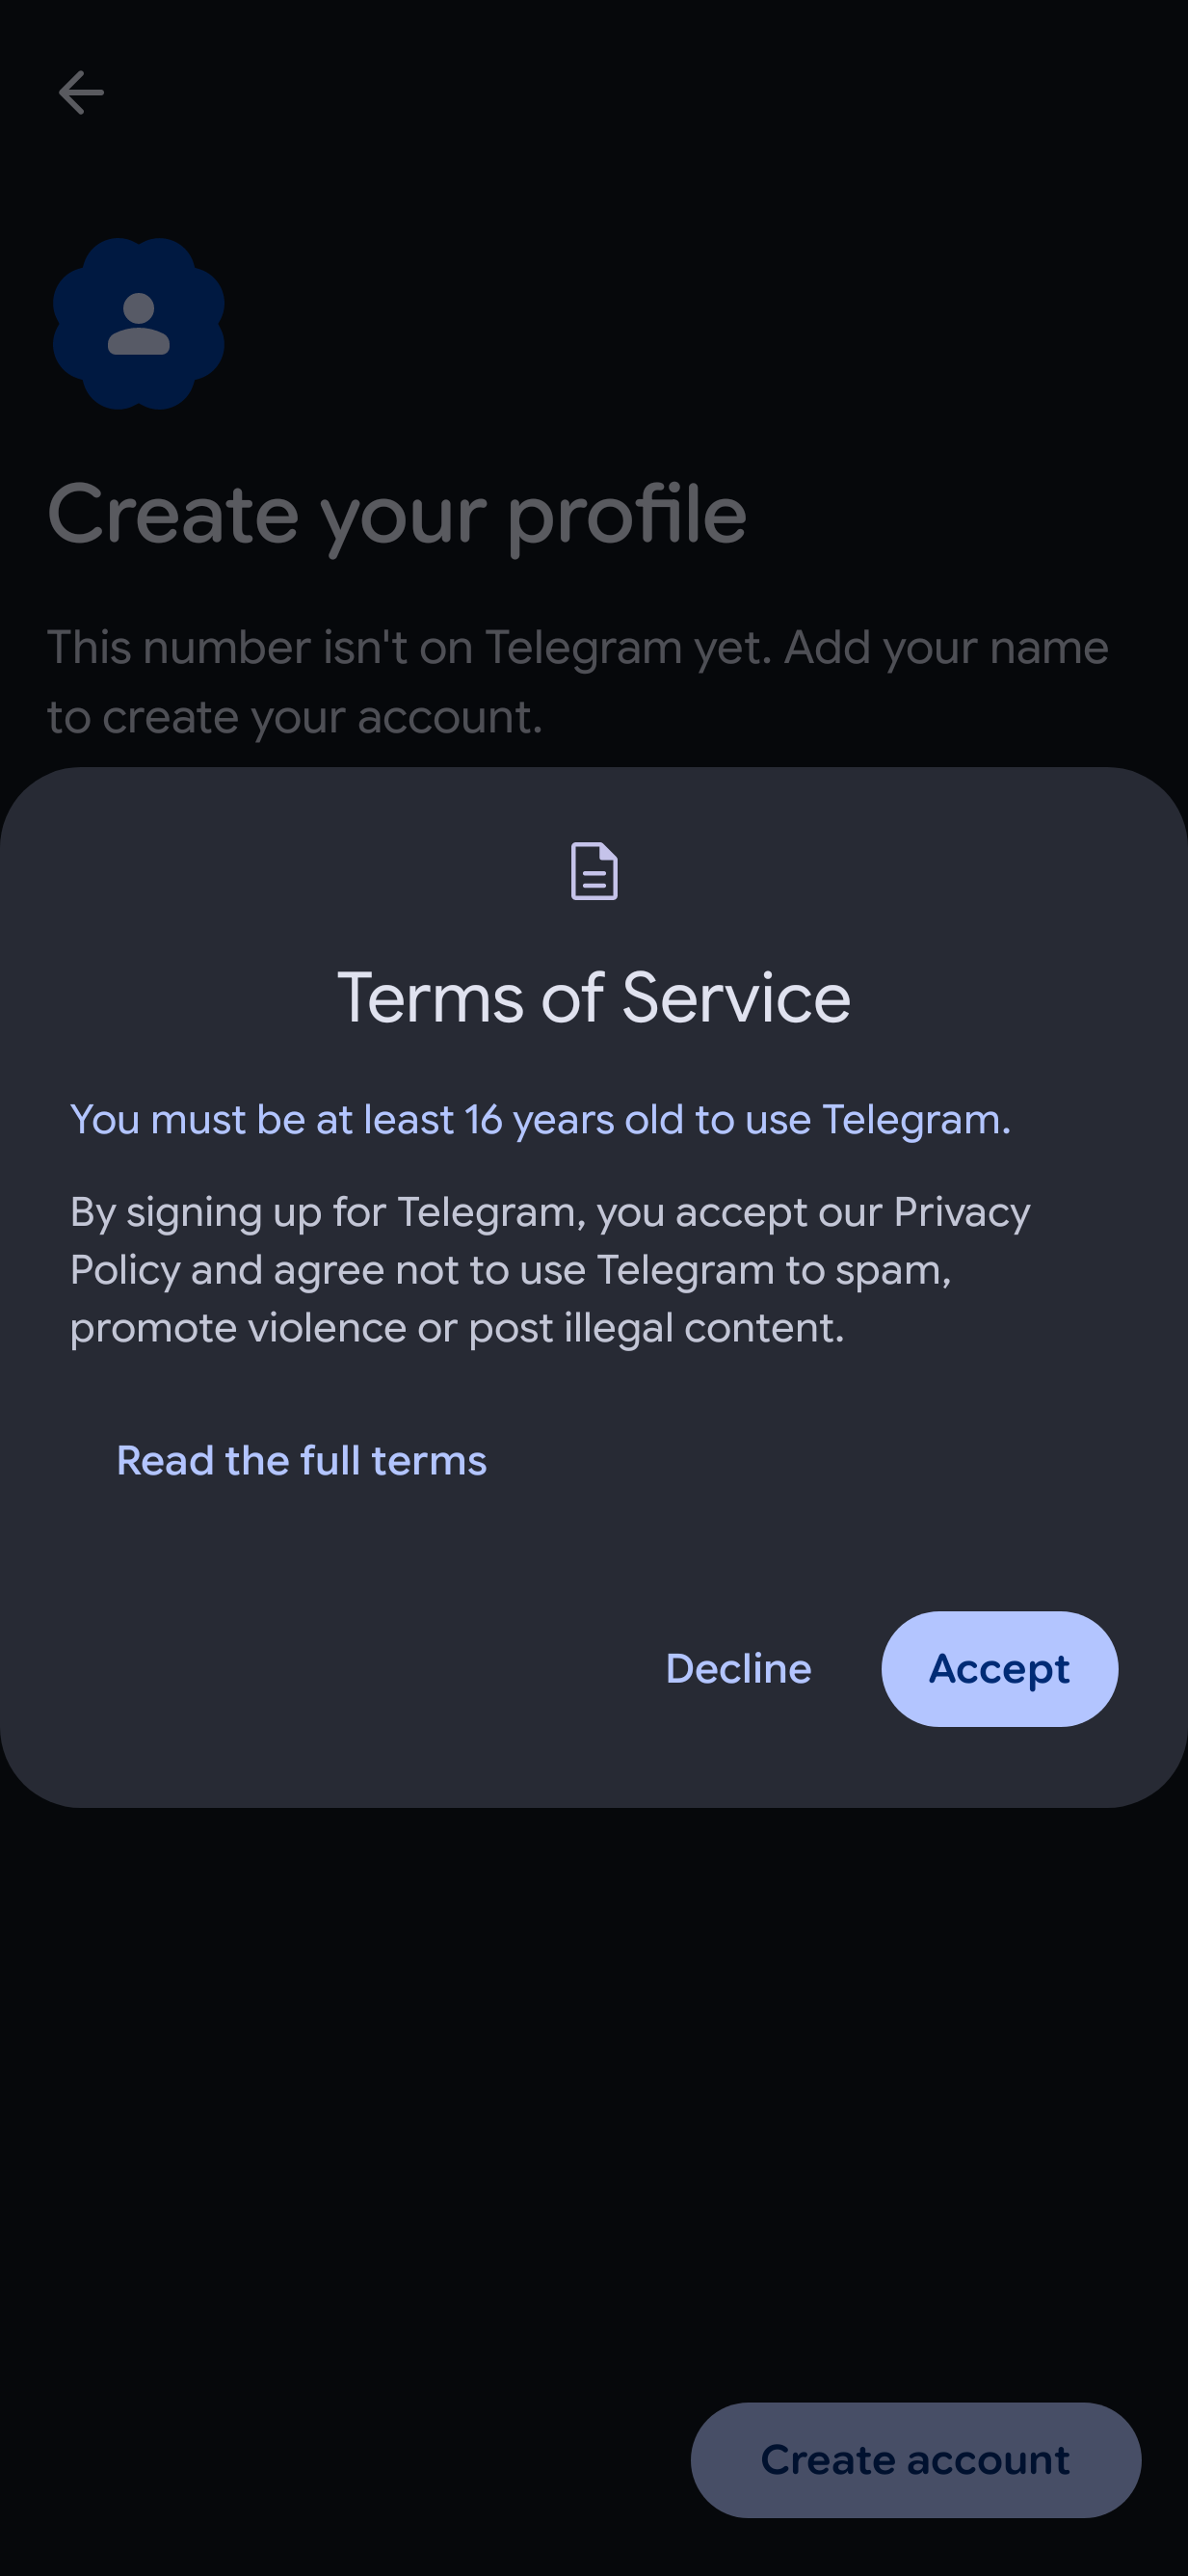 Create your profile
This number isn't on Telegram yet. Add your name
to create your account.
Terms of Service
You must be at least 16 years old to use Telegram.
By signing up for Telegram, you accept our Privacy
Policy and agree not to use Telegram to spam,
promote violence or post illegal content.
Read the full terms
Decline
Accept
Create account